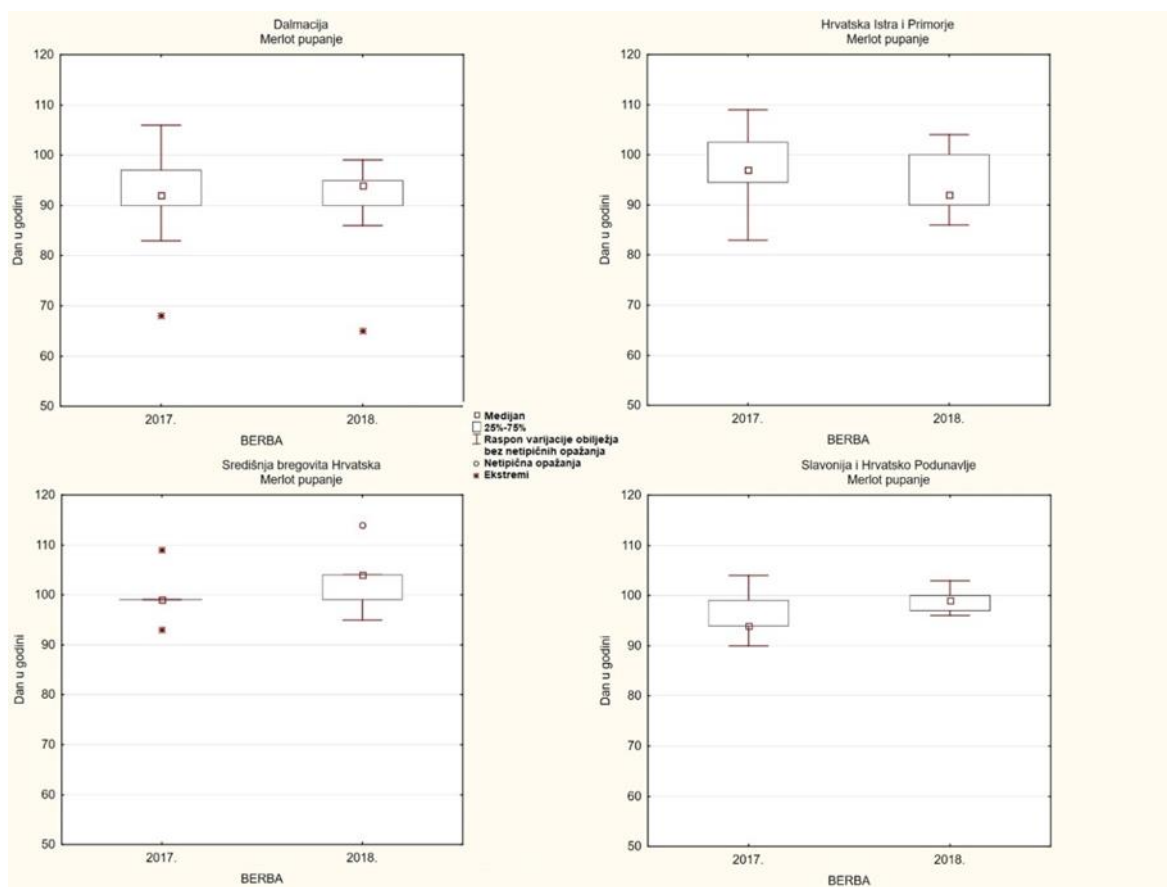 Dalmacija
Merlot pupanje
120
110
100
90
80
70
60
50
Dan u godini
2017.
2018.
BERBA
Hrvatska Istra i Primorje
Merlot pupanje
120
110
100
90
80
70
60
50
Dan u godini
2017.
2018.
BERBA
Medijan
25%-75%
Raspon varijacije obilježja
bez netipičnih opažanja
Netipična opažanja
Ekstremi
Središnja bregovita Hrvatska
Merlot pupanje
120
110
100
90
80
70
60
50
Dan u godini
2017.
2018.
BERBA
Slavonija i Hrvatsko Podunavlje
Merlot pupanje
120
110
100
90
80
70
60
50
Dan u godini
2017.
2018.
BERBA